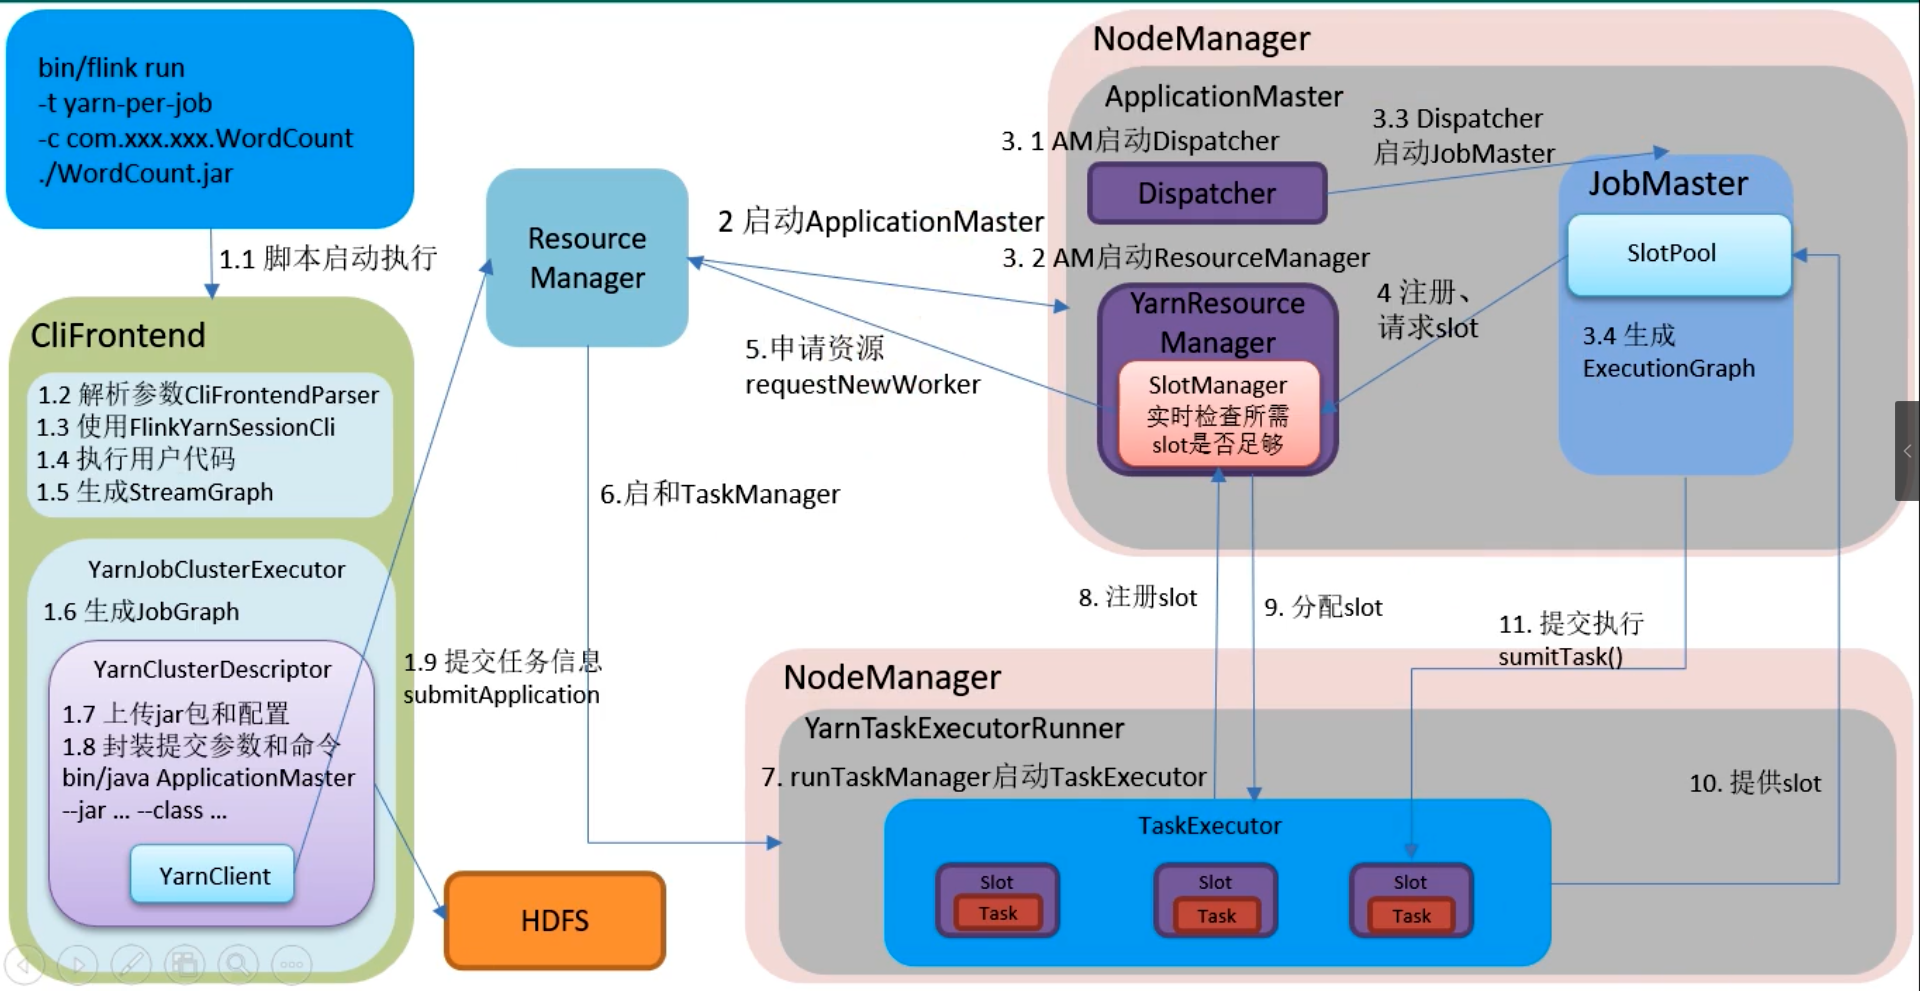 bin/flink run
-t yarn-per-job
-c com.xxx.xxx.WordCount
./WordCount.jar
1.1 脚本启动执行
CliFrontend
1.2 解析参数CliFrontendParser
1.3 使用FlinkYarnSessionCli
1.4 执行用户代码
1.5 生成StreamGraph
YarnJobClusterExecutor
1.6 生成JobGraph
YarnClusterDescriptor
1.7 上传jar包和配置
1.8 封装提交参数和命令
bin/java ApplicationMaster
--jar ... --class ...
YarnClient
1.9 提交任务信息
submitApplication
HDFS
Resource
Manager
2 启动ApplicationMaster
5.申请资源
requestNewWorker
6.启和TaskManager
NodeManager
ApplicationMaster
3. 1 AM启动Dispatcher
Dispatcher
3.3 Dispatcher
启动JobMaster
3. 2 AM启动ResourceManager
YarnResource
Manager
SlotManager
实时检查所需
slot是否足够
4 注册、
请求slot
JobMaster
SlotPool
3.4 生成
ExecutionGraph
8. 注册slot
9. 分配slot
11. 提交执行
sumitTask()
10. 提供slot
NodeManager
YarnTaskExecutorRunner
7. runTaskManager启动TaskExecutor
TaskExecutor
Slot
Task
Slot
Task
Slot
Task